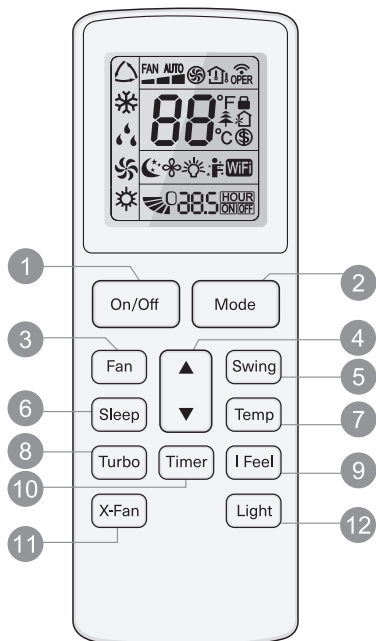 FAN AUTO
OPER
88 °F
°C
WiFi
HOUR
088.5 ON OFF
1
On/Off
Mode
2
3
Fan
4
Swing
5
6
Sleep
Temp
7
8
Turbo
Timer
I Feel
9
10
X-Fan
Light
11
12